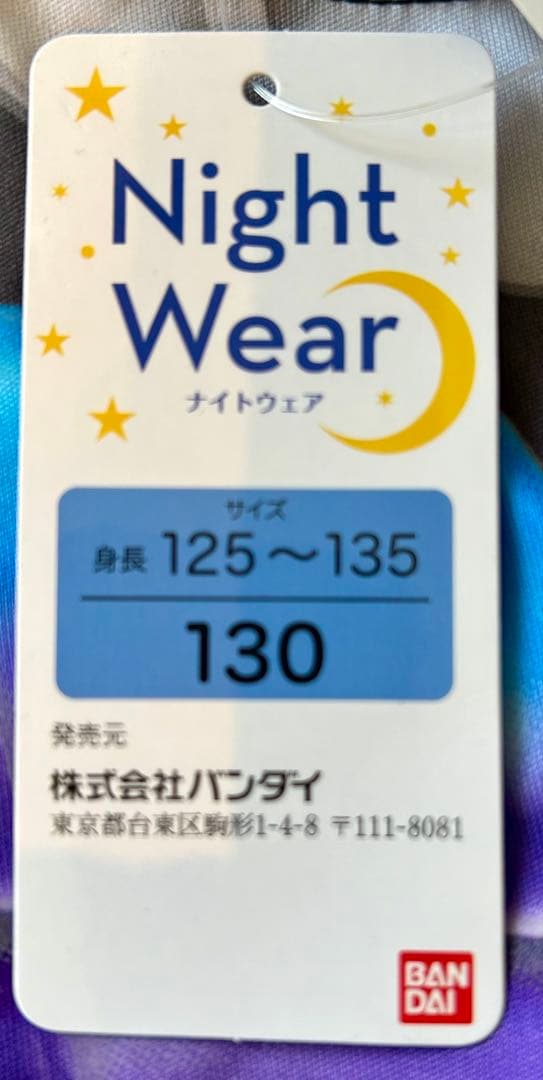 Night
Wear
ナイトウェア
サイズ
身長 125～135
130
発売元
株式会社バンダイ
東京都台東区駒形1-4-8 〒111-8081
BAN
DAI